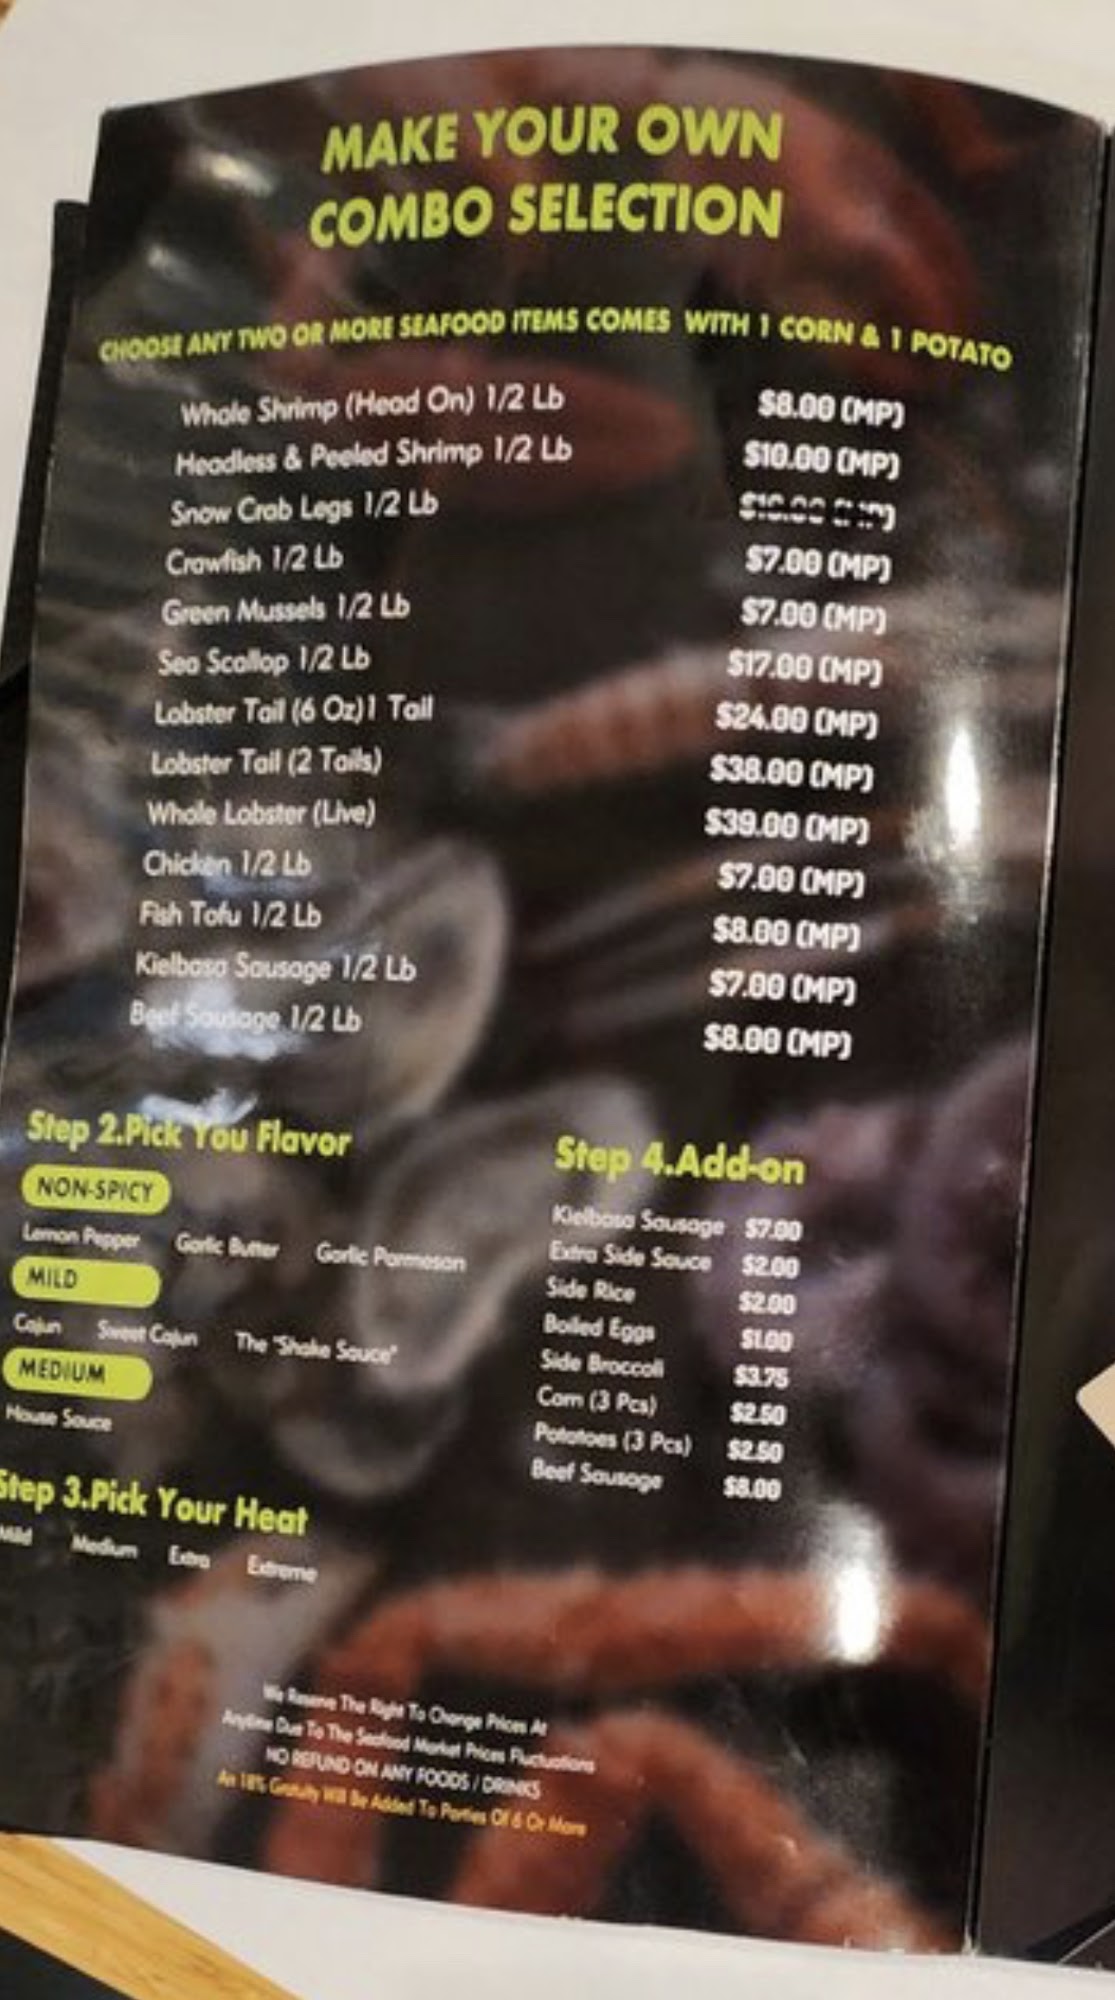 MAKE YOUR OWN
COMBO SELECTION
CHOOSE ANY TWO OR MORE SEAFOOD ITEMS COMES WITH 1 CORN & 1 POTATO
Whole Shrimp (Head On) 1/2 Lb $8.00 (MP)
Headless & Peeled Shrimp 1/2 Lb $10.00 (MP)
Snow Crab Legs 1/2 Lb
Crawfish 1/2 Lb $7.00 (MP)
Green Mussels 1/2 Lb $7.00 (MP)
Sea Scallop 1/2 Lb $17.00 (MP)
Lobster Tail (6 Oz)1 Tail $24.00 (MP)
Lobster Tail (2 Tails) $38.00 (MP)
Whole Lobster (Live) $39.00 (MP)
Chicken 1/2 Lb $7.00 (MP)
Fish Tofu 1/2 Lb $8.00 (MP)
Kielbasa Sausage 1/2 Lb $7.00 (MP)
Beef Sausage 1/2 Lb $8.00 (MP)
Step 2.Pick You Flavor
NON-SPICY
Lemon Pepper Garlic Butter Garlic Parmesan
MILD
Cajun Sweet Cajun The "Shake Sauce"
MEDIUM
House Sauce
Step 3.Pick Your Heat
Mild Medium Extra Extreme
Step 4.Add-on
Kielbasa Sausage $7.00
Extra Side Sauce $2.00
Side Rice $2.00
Boiled Eggs $1.00
Side Broccoli $3.75
Corn (3 Pcs) $2.50
Potatoes (3 Pcs) $2.50
Beef Sausage $8.00
We Reserve The Right To Change Prices At
Anytime Due To The Seafood Market Prices Fluctuations
NO REFUND ON ANY FOODS / DRINKS
An 18% Gratuity Will Be Added To Parties Of 6 Or More